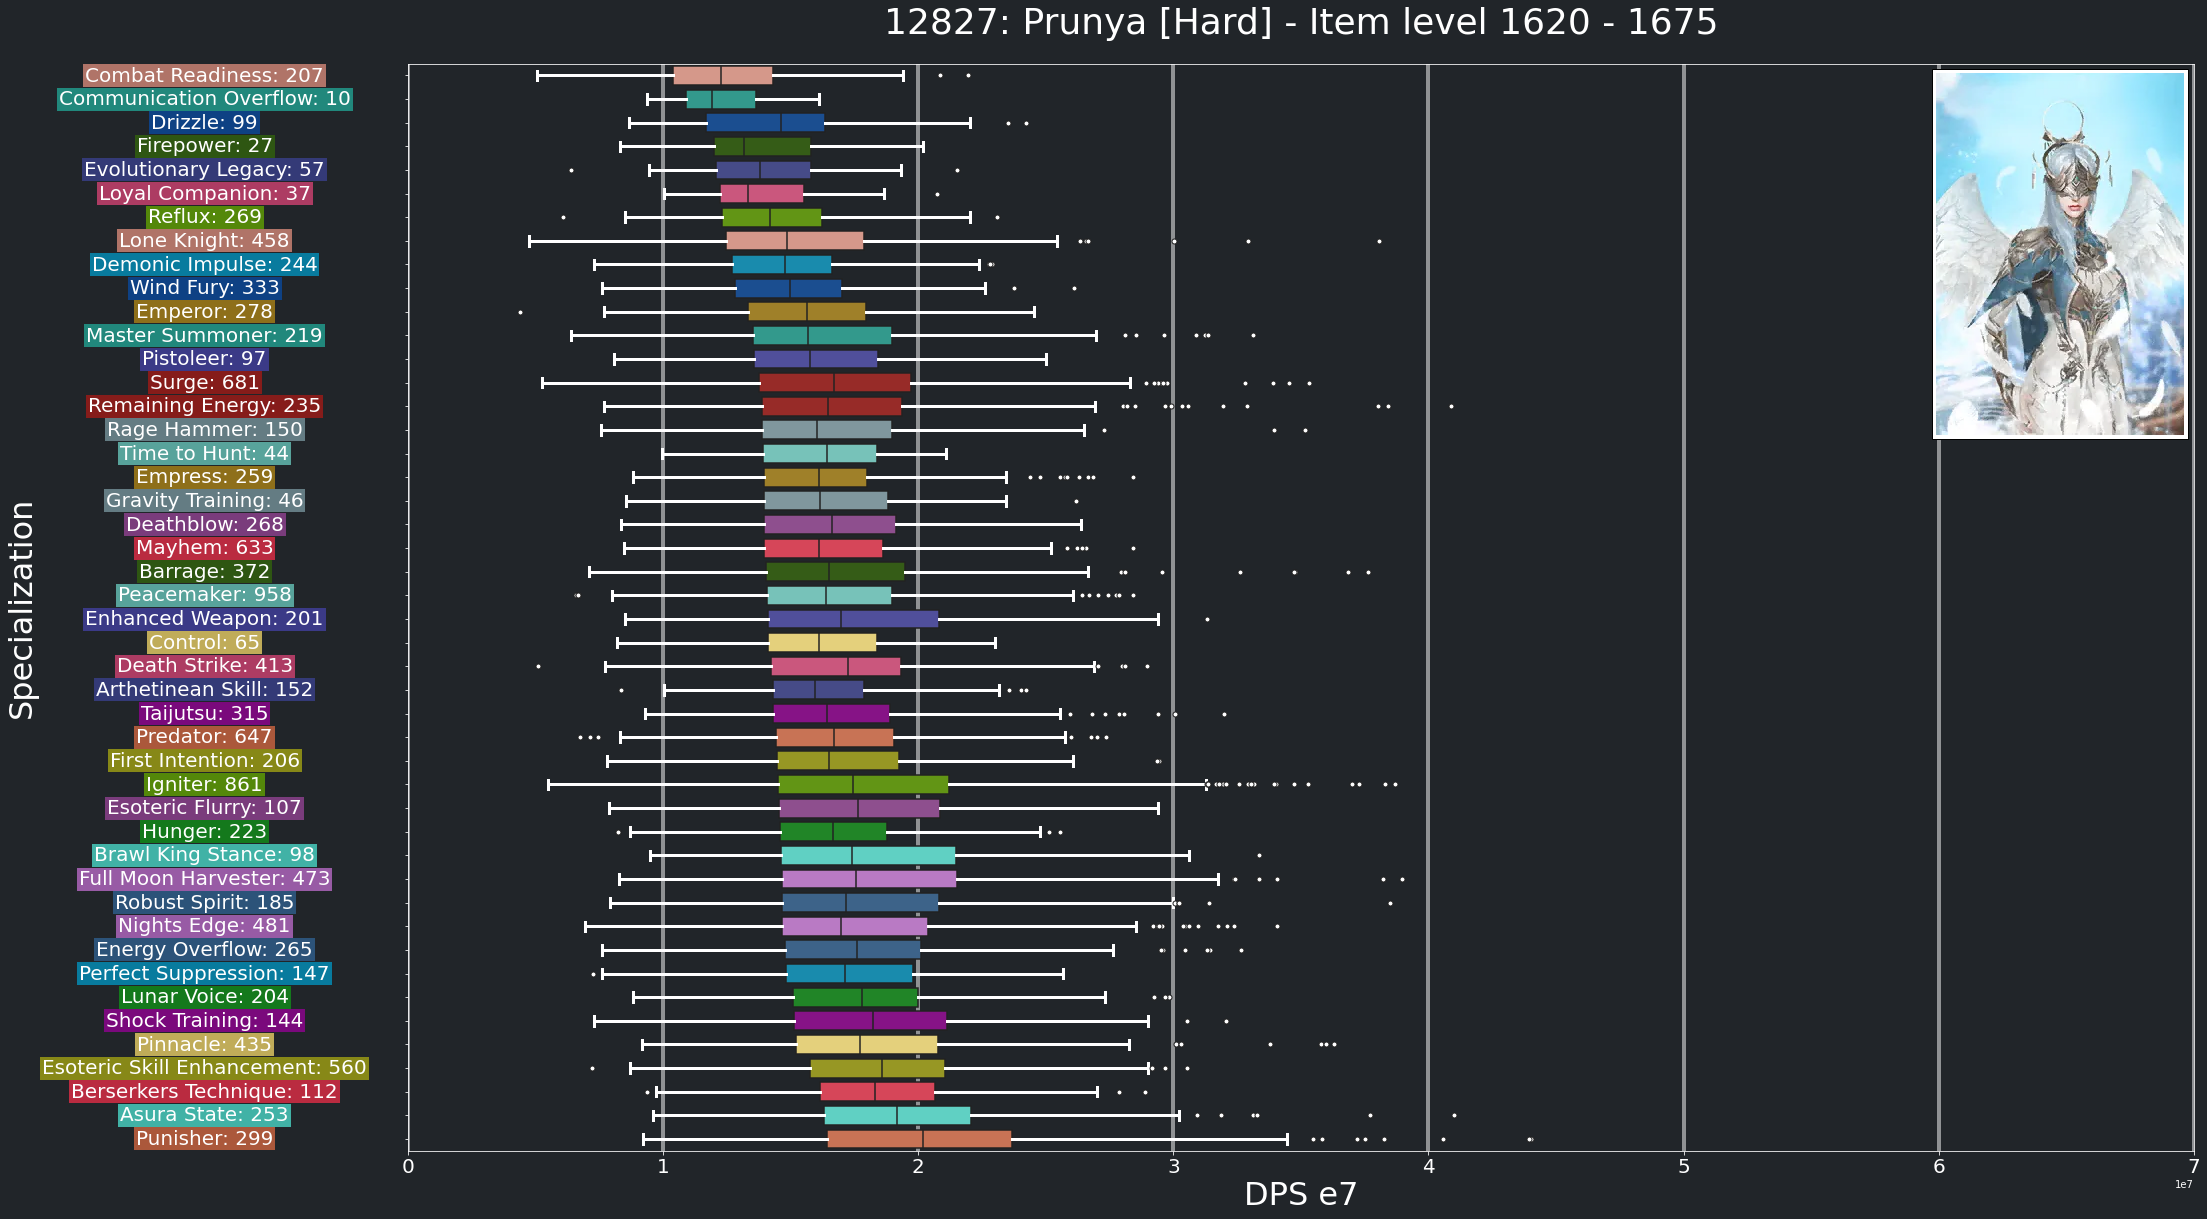 12827: Prunya [Hard] - Item level 1620 - 1675
Specialization
Combat Readiness: 207
Communication Overflow: 10
Drizzle: 99
Firepower: 27
Evolutionary Legacy: 57
Loyal Companion: 37
Reflux: 269
Lone Knight: 458
Demonic Impulse: 244
Wind Fury: 333
Emperor: 278
Master Summoner: 219
Pistoleer: 97
Surge: 681
Remaining Energy: 235
Rage Hammer: 150
Time to Hunt: 44
Empress: 259
Gravity Training: 46
Deathblow: 268
Mayhem: 633
Barrage: 372
Peacemaker: 958
Enhanced Weapon: 201
Control: 65
Death Strike: 413
Arthetinean Skill: 152
Taijutsu: 315
Predator: 647
First Intention: 206
Igniter: 861
Esoteric Flurry: 107
Hunger: 223
Brawl King Stance: 98
Full Moon Harvester: 473
Robust Spirit: 185
Nights Edge: 481
Energy Overflow: 265
Perfect Suppression: 147
Lunar Voice: 204
Shock Training: 144
Pinnacle: 435
Esoteric Skill Enhancement: 560
Berserkers Technique: 112
Asura State: 253
Punisher: 299
0 1 2 3 4 5 6 7
1e7
DPS e7